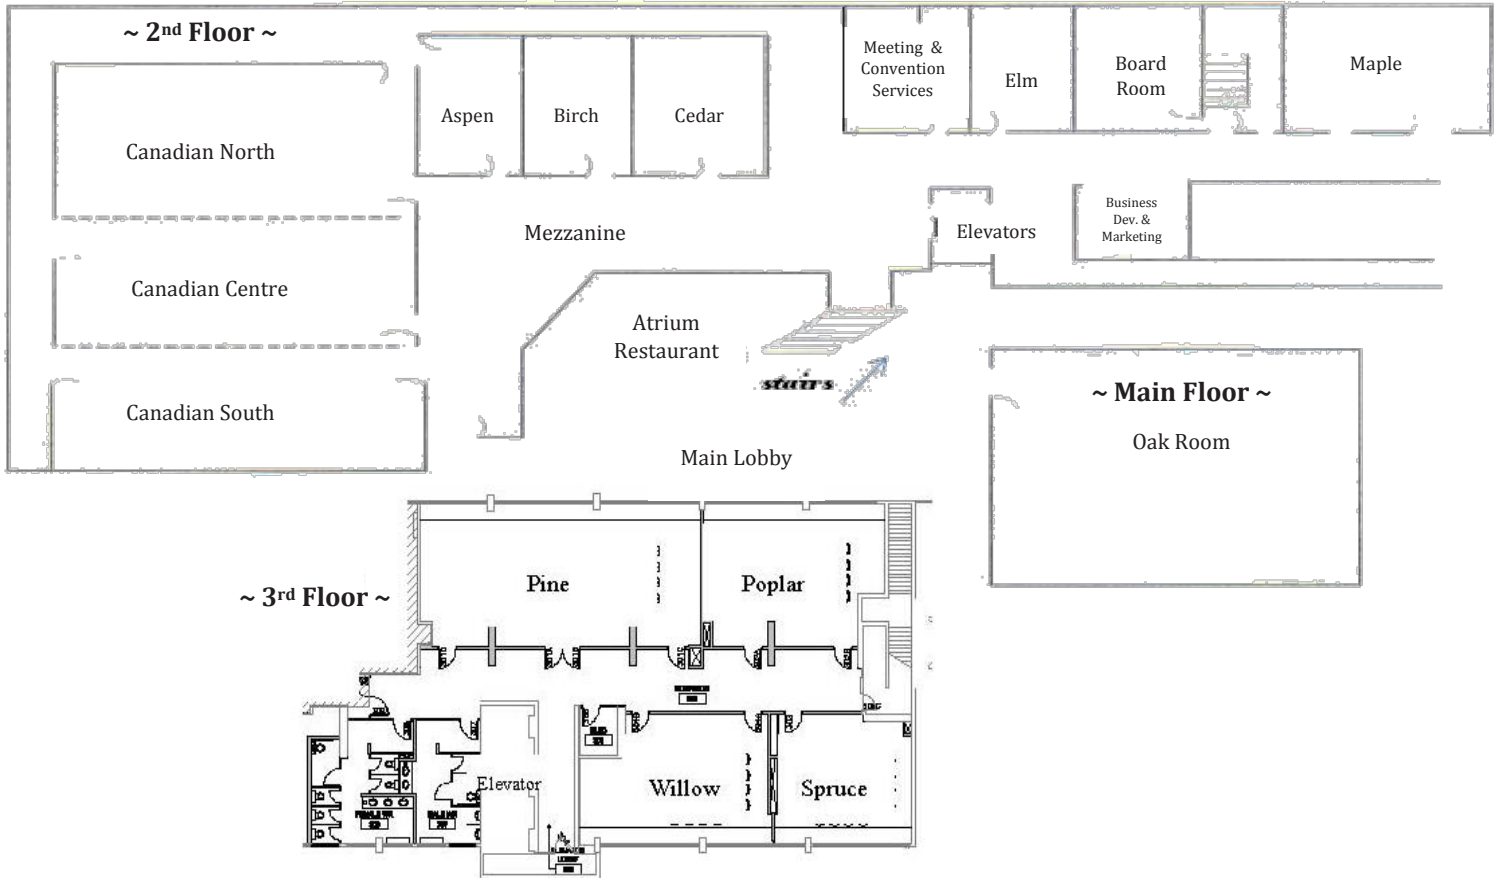 ~ 2nd Floor ~
Meeting &
Convention
Services
Elm
Board
Room
Maple
Aspen
Birch
Cedar
Canadian North
Mezzanine
Elevators
Business
Dev. &
Marketing
Canadian Centre
Atrium
Restaurant
stairs
Canadian South
~ Main Floor ~
Oak Room
Main Lobby
~ 3rd Floor ~
Pine
Poplar
Elevator
Willow
Spruce